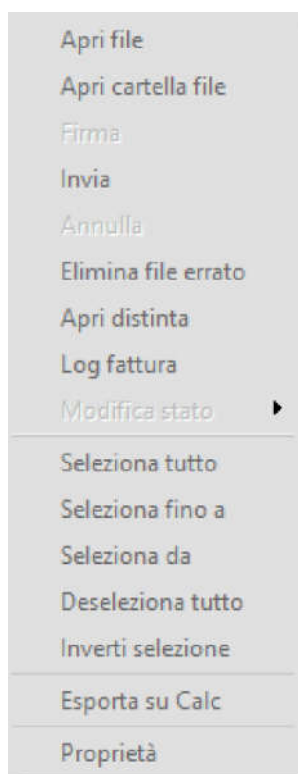 Apri file
Apri cartella file
Firma
Invia
Annulla
Elimina file errato
Apri distinta
Log fattura
Modifica stato
Seleziona tutto
Seleziona fino a
Seleziona da
Deseleziona tutto
Inverti selezione
Esporta su Calc
Proprietà